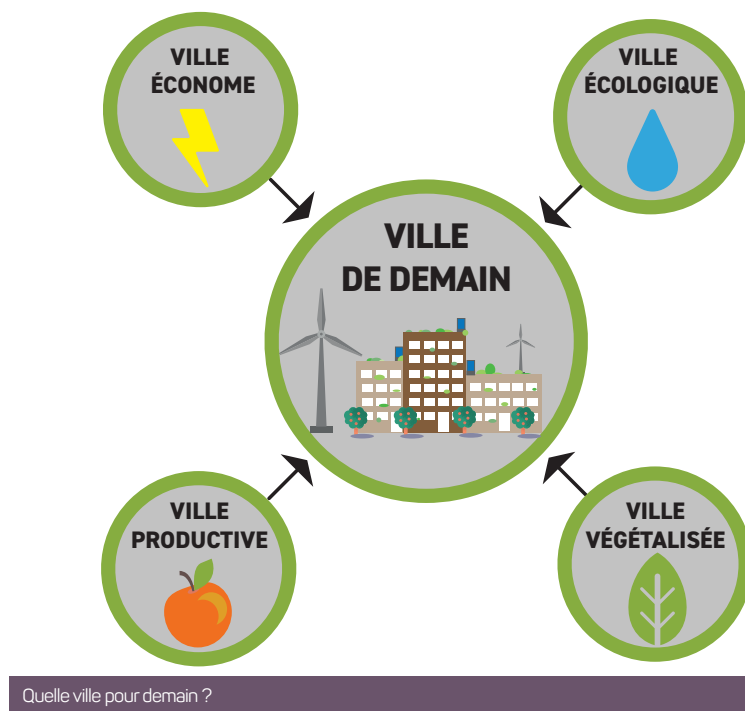 VILLE
ÉCONOME
VILLE
ÉCOLOGIQUE
VILLE
DE DEMAIN
VILLE
PRODUCTIVE
VILLE
VÉGÉTALISÉE
Quelle ville pour demain ?